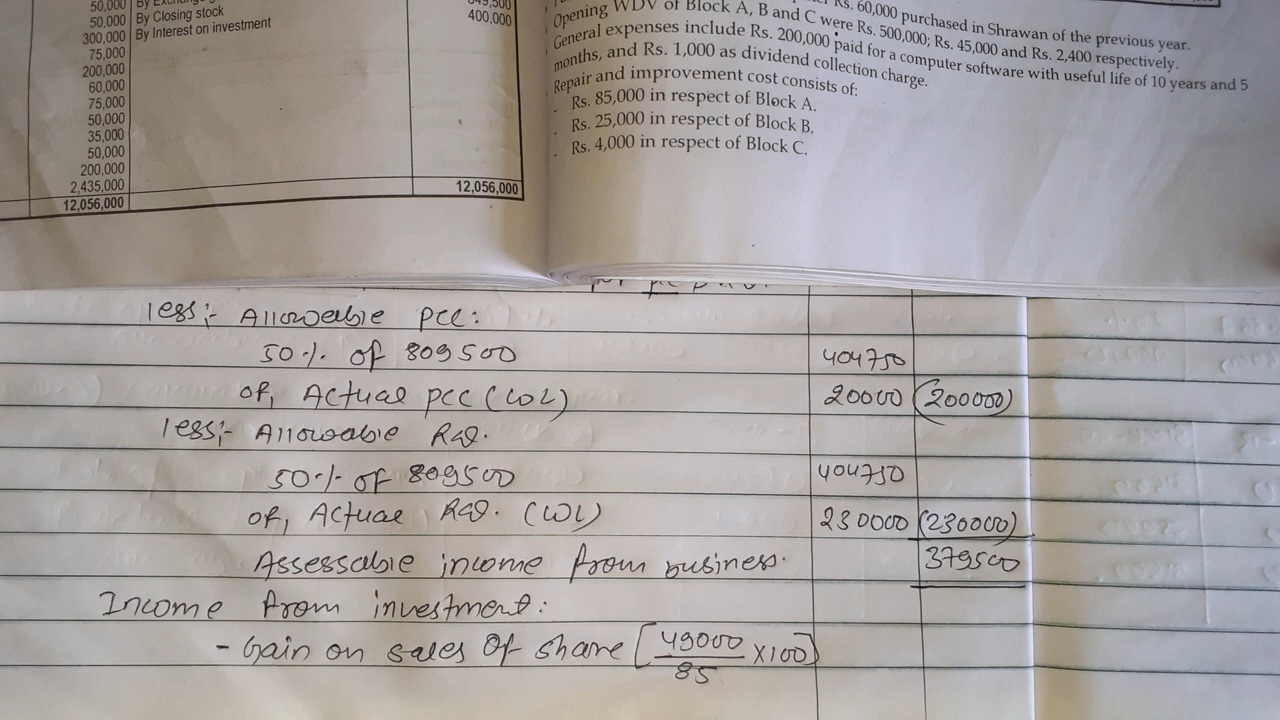 50,000
50,000 By Closing stock 649,500
300,000 By Interest on investment 400,000
75,000
200,000
60,000
75,000
50,000
35,000
50,000
200,000
2,435,000
12,056,000 12,056,000
Rs. 60,000 purchased in Shrawan of the previous year.
Opening WDV of Block A, B and C were Rs. 500,000; Rs. 45,000 and Rs. 2,400 respectively.
General expenses include Rs. 200,000 paid for a computer software with useful life of 10 years and 5
months, and Rs. 1,000 as dividend collection charge.
Repair and improvement cost consists of:
- Rs. 85,000 in respect of Block A.
- Rs. 25,000 in respect of Block B.
- Rs. 4,000 in respect of Block C.
less:- Allowable pcc:
50% of 809500 404750
or, Actual pcc (WL) 20000 (200000)
less:- Allowable R&D.
50% of 809500 404750
or, Actual R&D. (WL) 230000 (230000)
Assessable income from business. 379500
Income from investment:
- Gain on sales of share [49000/85 x100]